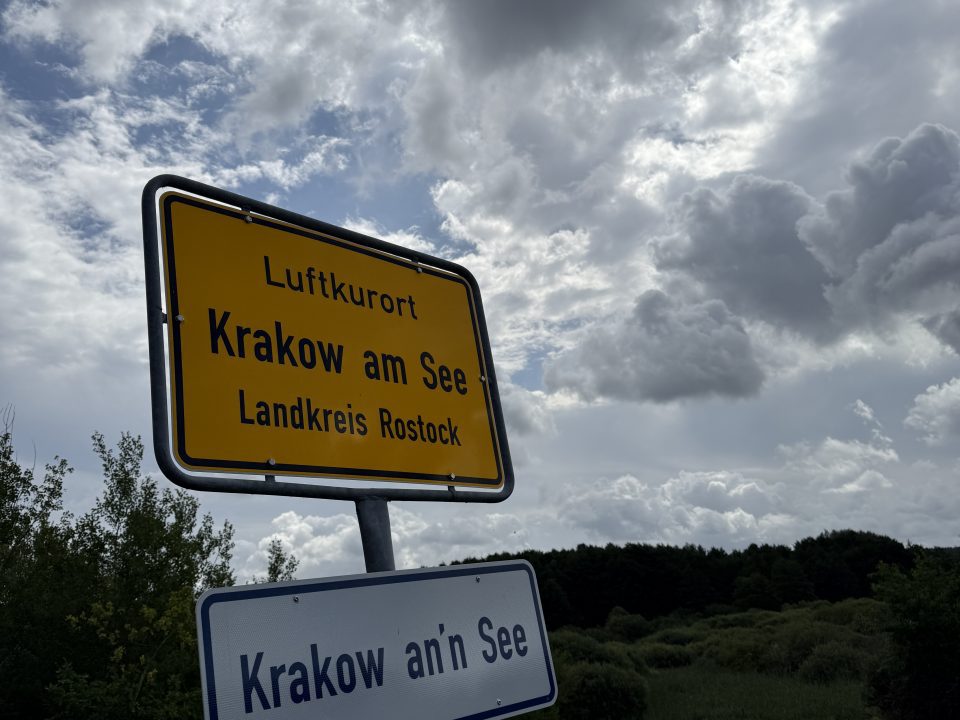 Luftkurort
Krakow am See
Landkreis Rostock
Krakow an'n See